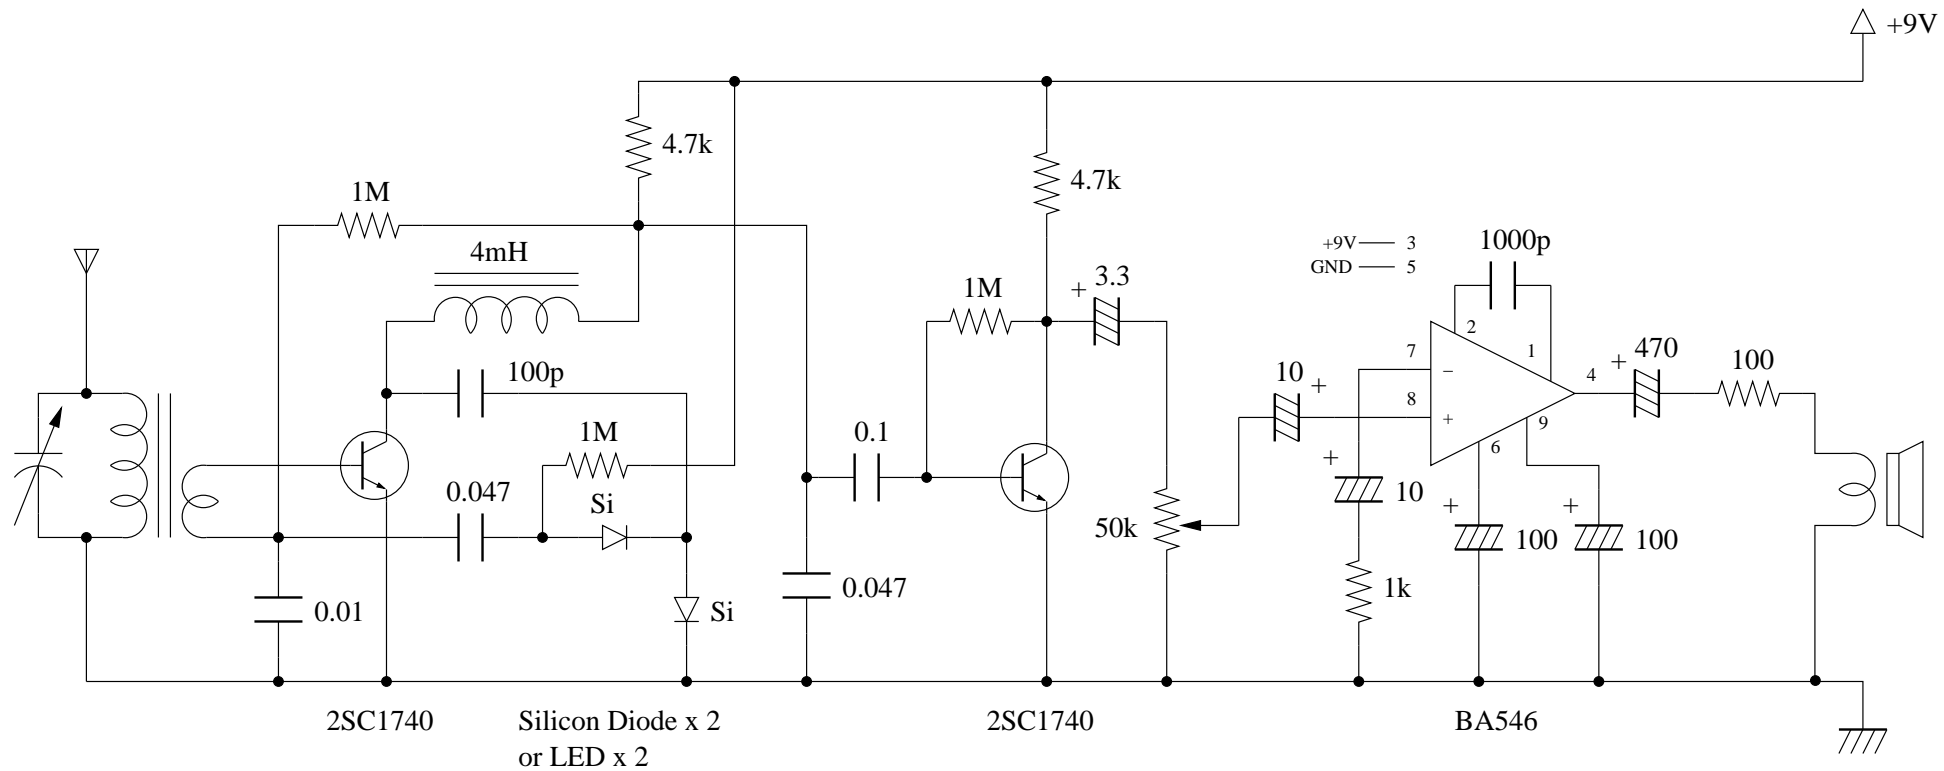 +9V
4.7k
1M
4.7k
4mH
+9V
3
GND
5
1000p
1M
+
3.3
2
1
7
−
8
+
4
9
6
+
470
100
100p
10
+
1M
0.1
0.047
Si
+
10
50k
+
100
+
100
0.01
Si
0.047
1k
2SC1740
Silicon Diode x 2
or LED x 2
2SC1740
BA546